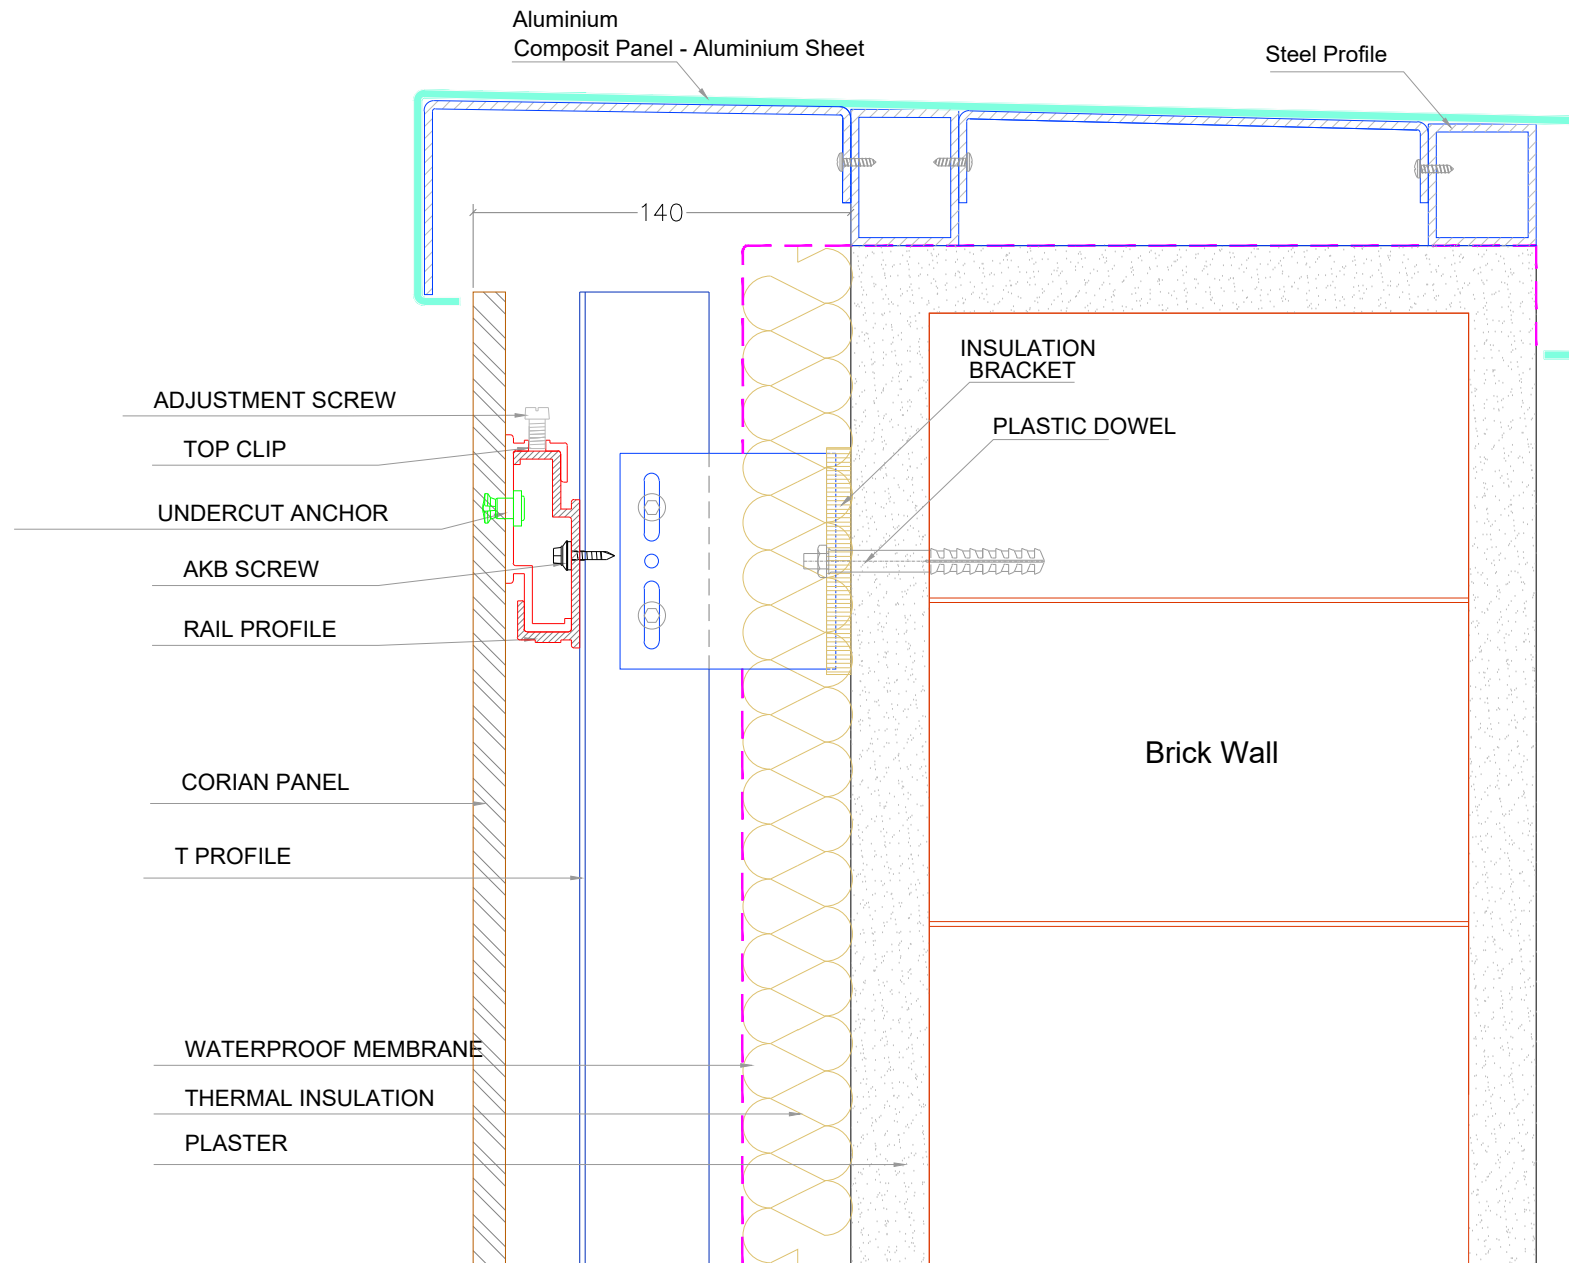 Aluminium
Composit Panel - Aluminium Sheet
Steel Profile
140
INSULATION
BRACKET
ADJUSTMENT SCREW
PLASTIC DOWEL
TOP CLIP
UNDERCUT ANCHOR
AKB SCREW
RAIL PROFILE
Brick Wall
CORIAN PANEL
T PROFILE
WATERPROOF MEMBRANE
THERMAL INSULATION
PLASTER